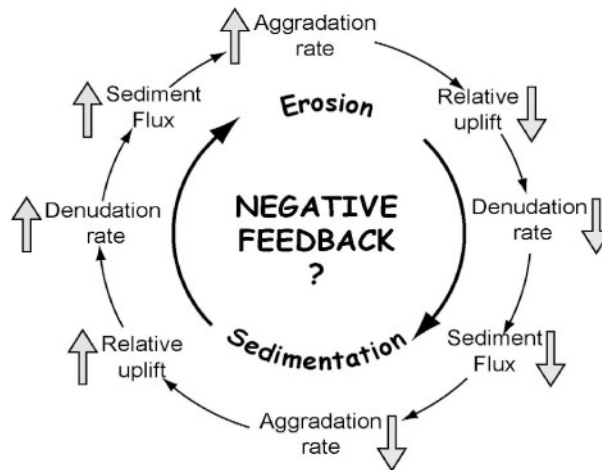 Aggradation
rate
Relative
uplift
Denudation
rate
Sediment
Flux
Aggradation
rate
Relative
uplift
Denudation
rate
Sediment
Flux
Erosion
NEGATIVE
FEEDBACK
?
Sedimentation